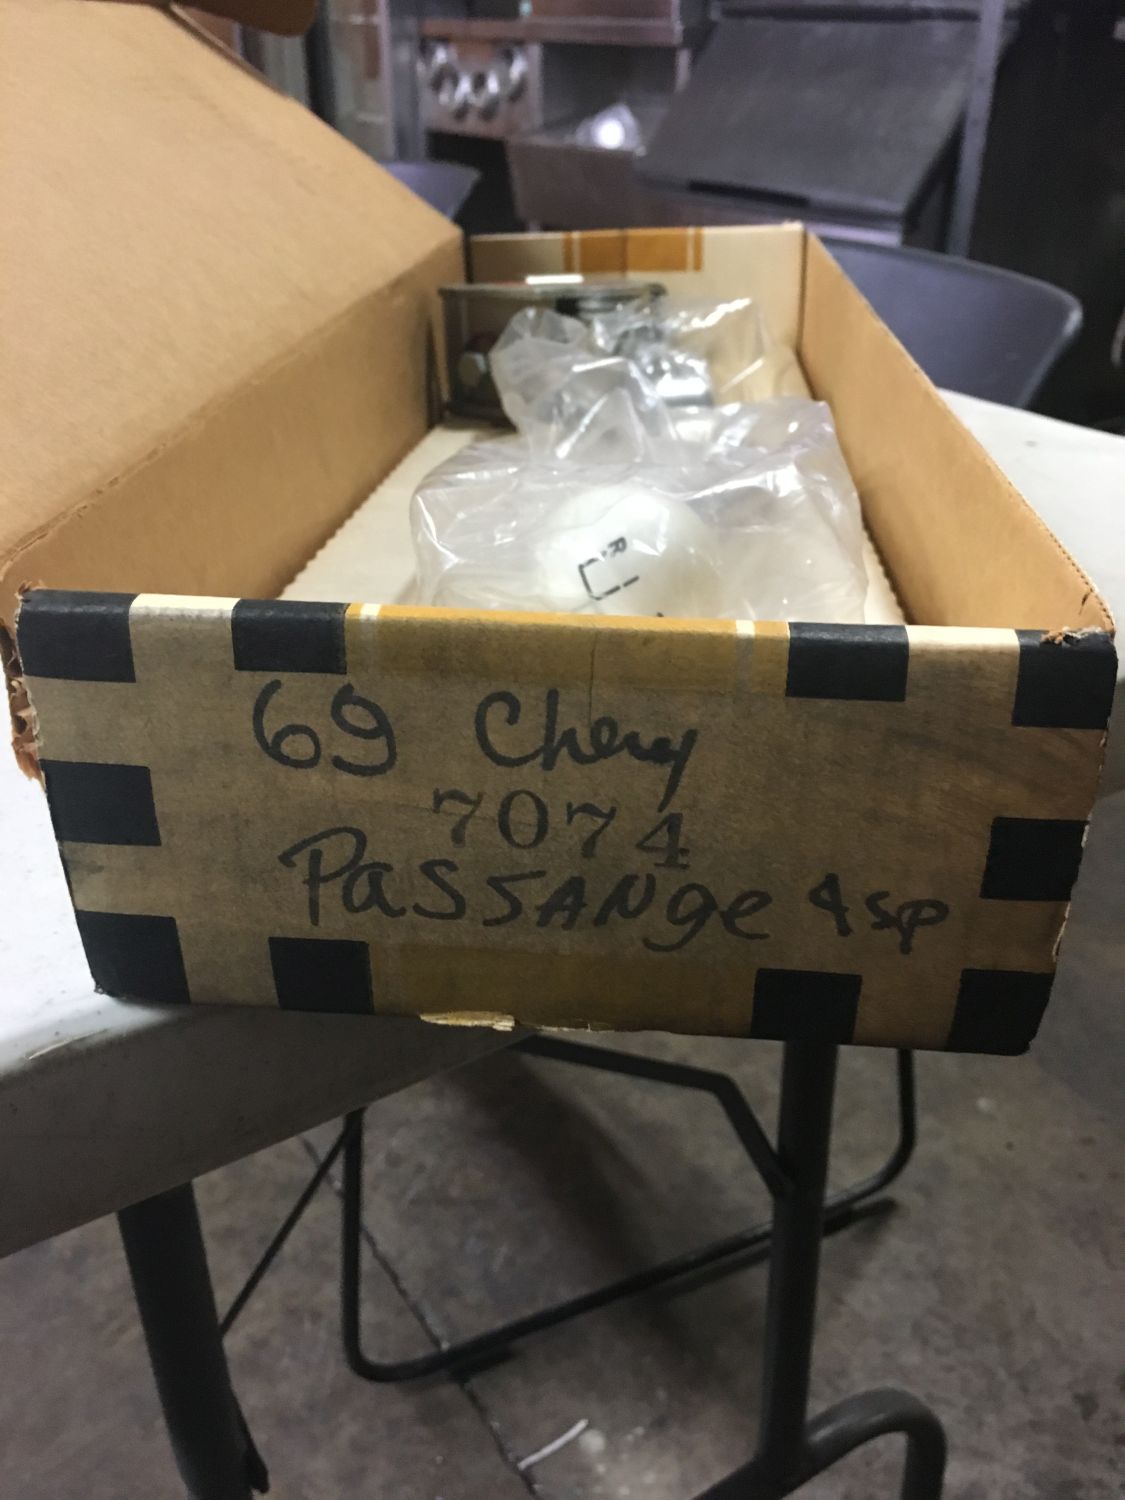 R
69 Chevy
7074
PASSANge 4sp